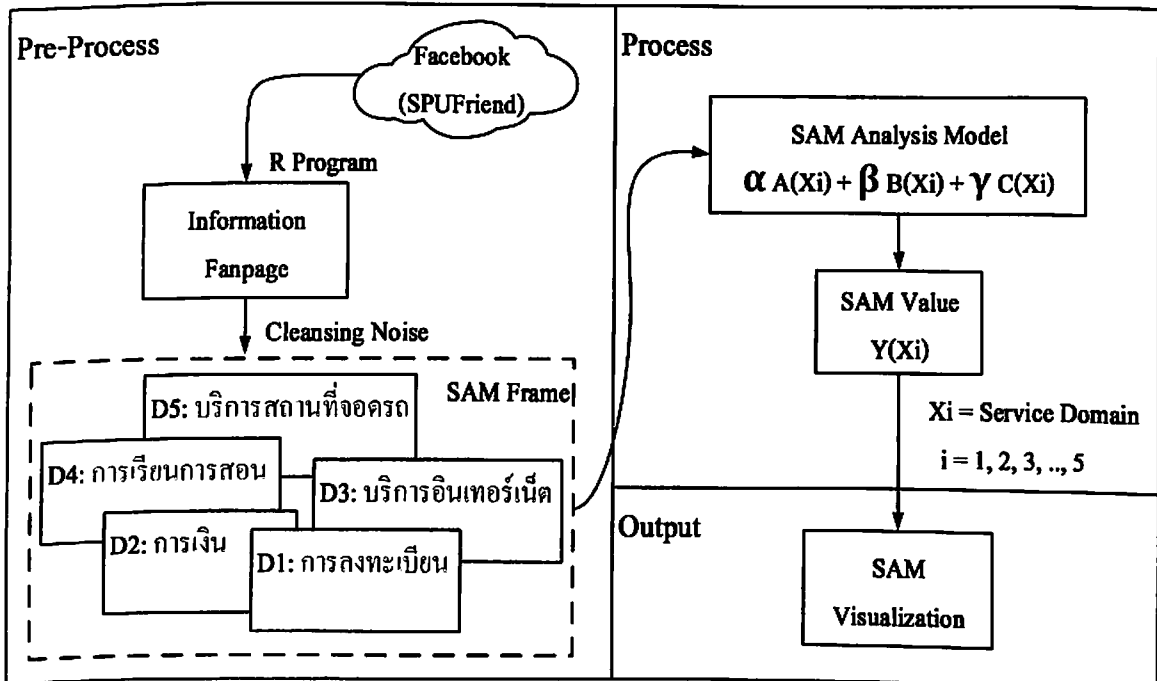 Pre-Process
Facebook
(SPUFriend)
R Program
Information
Fanpage
Cleansing Noise
SAM Frame
D5: บริการสถานที่จอดรถ
D4: การเรียนการสอน
D3: บริการอินเทอร์เน็ต
D2: การเงิน
D1: การลงทะเบียน
Process
SAM Analysis Model
α A(Xi) + β B(Xi) + γ C(Xi)
SAM Value
Y(Xi)
Xi = Service Domain
i = 1, 2, 3, .., 5
Output
SAM
Visualization